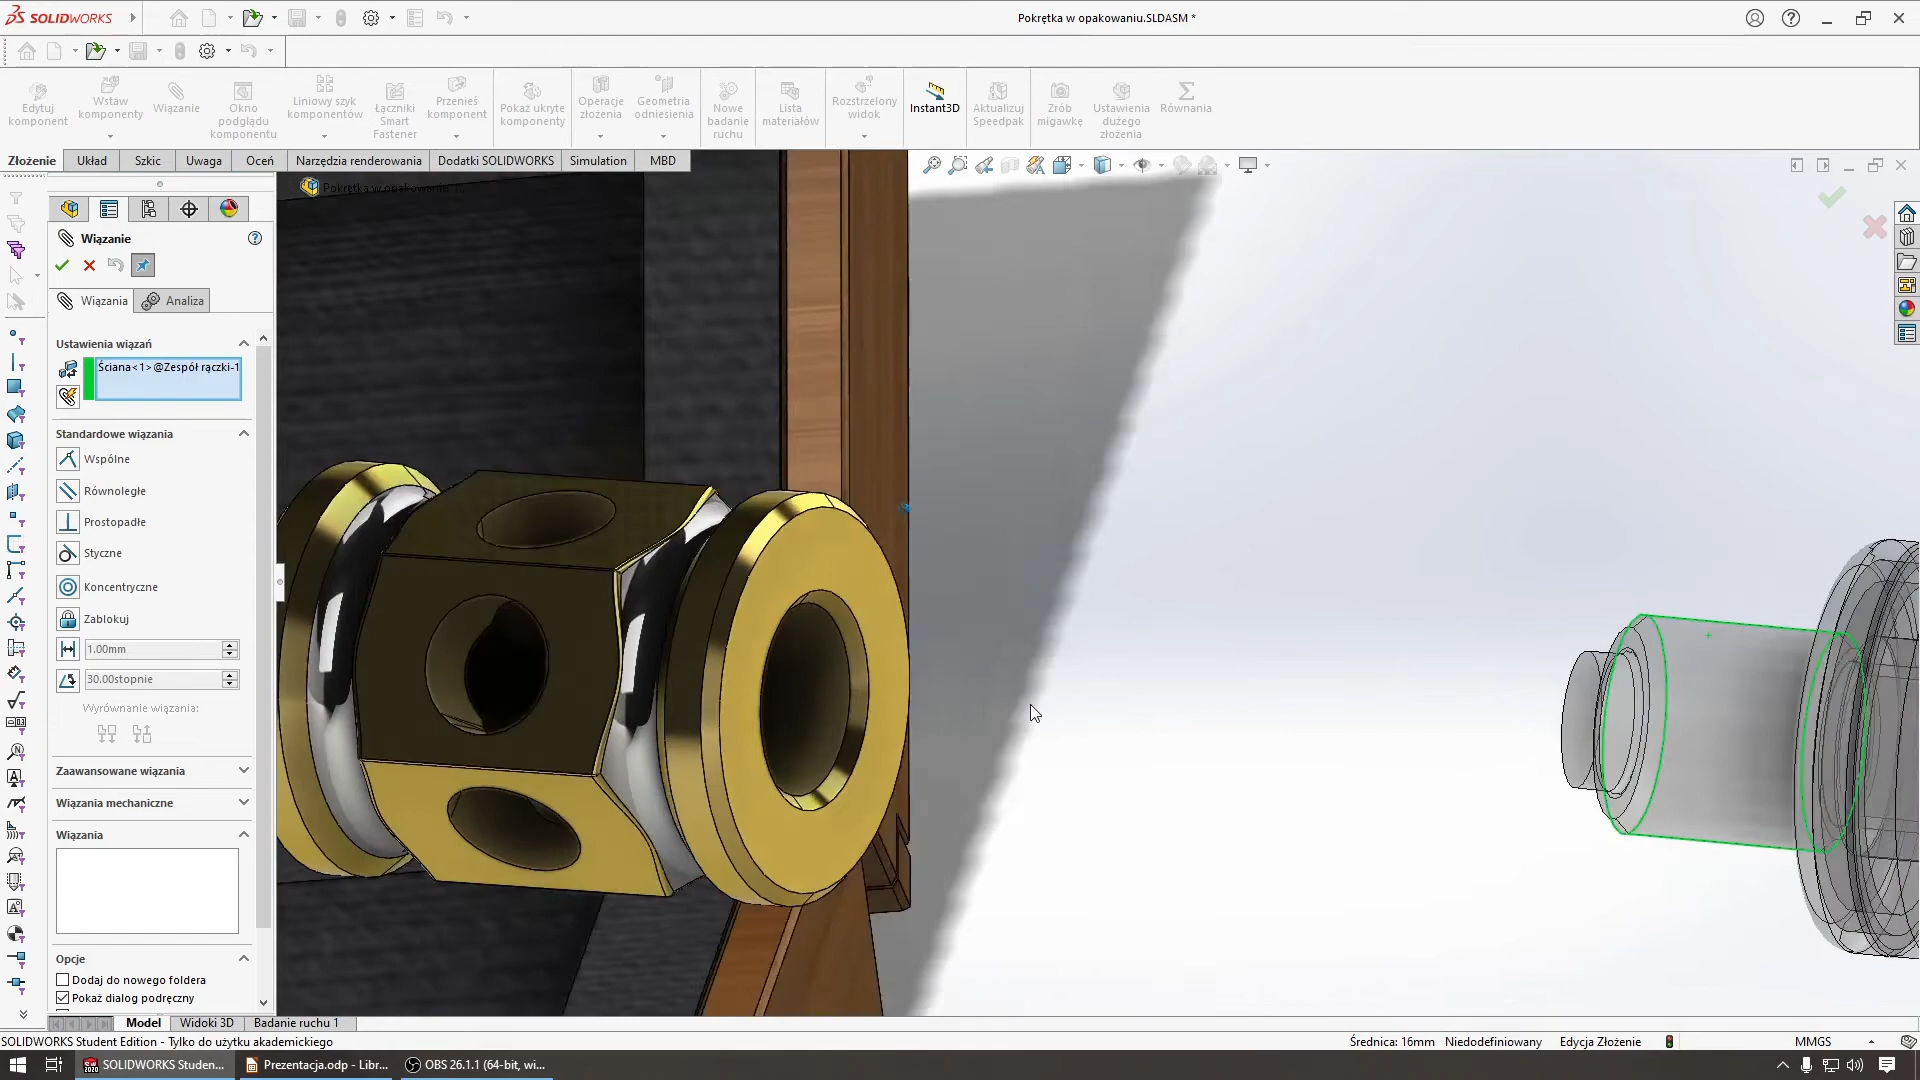 SOLIDWORKS
Pokrętka w opakowaniu.SLDASM *
Edytuj komponent
Wstaw komponenty
Wiązanie
Okno podglądu komponentu
Liniowy szyk komponentów
Łączniki Smart Fastener
Przenieś komponent
Pokaż ukryte komponenty
Operacje złożenia
Geometria odniesienia
Nowe badanie ruchu
Lista materiałów
Rozstrzelony widok
Instant3D
Aktualizuj Speedpak
Zrób migawkę
Ustawienia dużego złożenia
Równania
Złożenie
Układ
Szkic
Uwaga
Oceń
Narzędzia renderowania
Dodatki SOLIDWORKS
Simulation
MBD
Pokrętka w opakowaniu
Wiązanie
Wiązania
Analiza
Ustawienia wiązań
Ściana<1>@Zespół rączki-1
Standardowe wiązania
Wspólne
Równoległe
Prostopadłe
Styczne
Koncentryczne
Zablokuj
1.00mm
30.00stopnie
Wyrównanie wiązania:
Zaawansowane wiązania
Wiązania mechaniczne
Wiązania
Opcje
Dodaj do nowego foldera
Pokaż dialog podręczny
Model
Widoki 3D
Badanie ruchu 1
SOLIDWORKS Student Edition - Tylko do użytku akademickiego
Średnica: 16mm
Niedodefiniowany
Edycja Złożenie
MMGS
SOLIDWORKS Studen...
Prezentacja.odp - Libr...
OBS 26.1.1 (64-bit, wi...